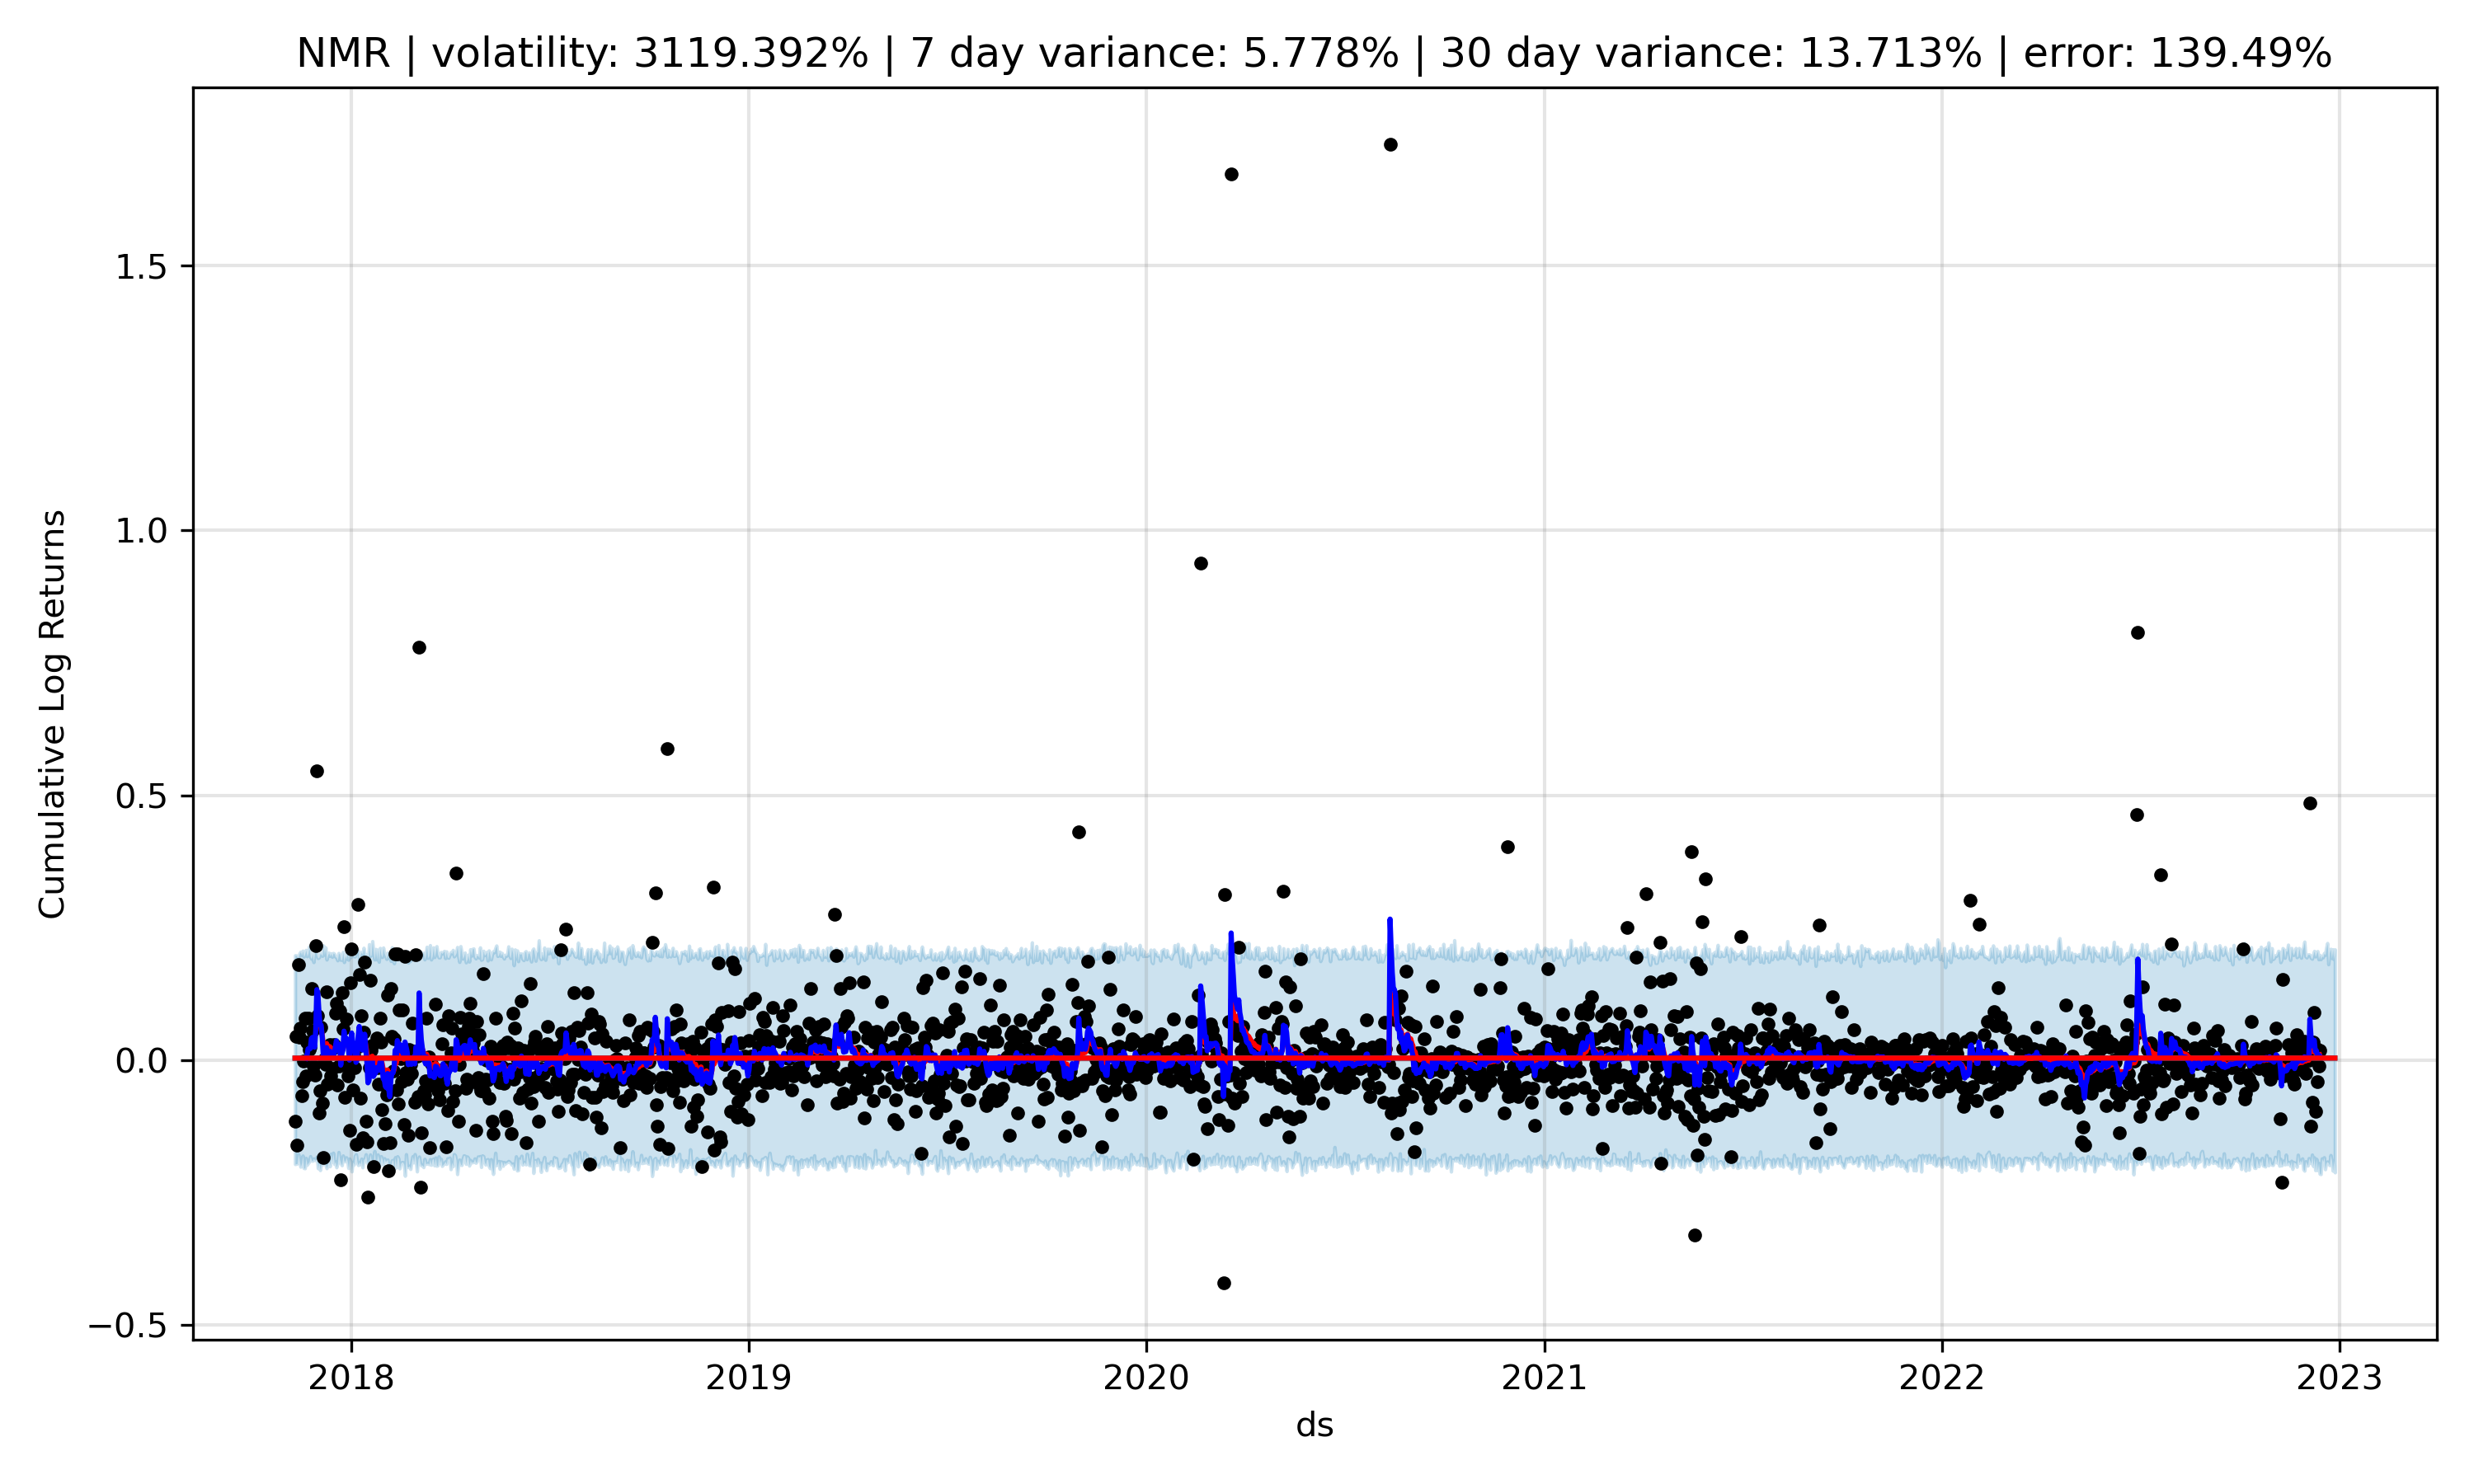 NMR | volatility: 3119.392% | 7 day variance: 5.778% | 30 day variance: 13.713% | error: 139.49%
Cumulative Log Returns
1.5
1.0
0.5
0.0
−0.5
2018 2019 2020 2021 2022 2023
ds